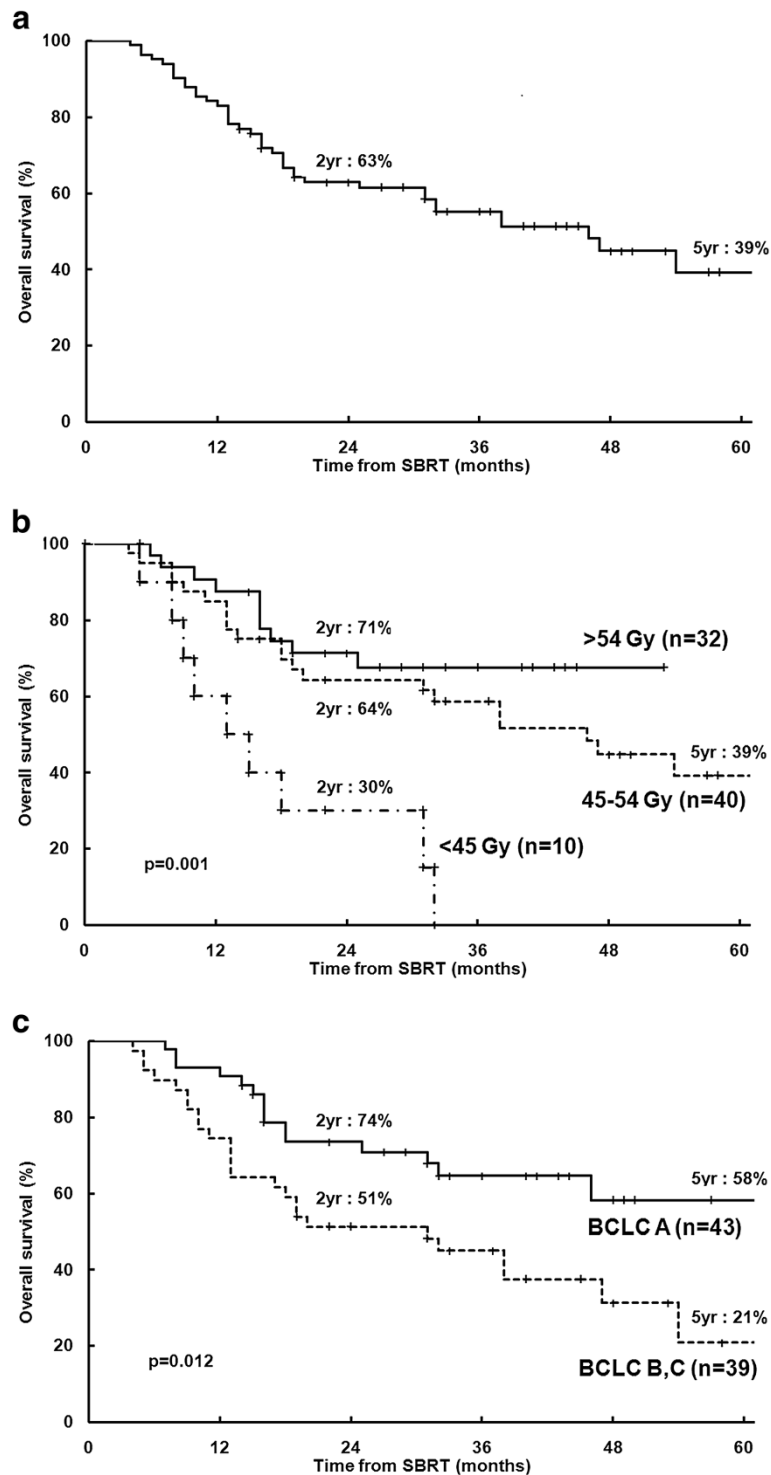 a
100
80
60
40
20
0
Overall survival (%)
2yr : 63%
5yr : 39%
0 12 24 36 48 60
Time from SBRT (months)
b
100
80
60
40
20
0
Overall survival (%)
2yr : 71%
>54 Gy (n=32)
2yr : 64%
5yr : 39%
45-54 Gy (n=40)
2yr : 30%
<45 Gy (n=10)
p=0.001
0 12 24 36 48 60
Time from SBRT (months)
c
100
80
60
40
20
0
Overall survival (%)
2yr : 74%
5yr : 58%
BCLC A (n=43)
2yr : 51%
5yr : 21%
BCLC B,C (n=39)
p=0.012
0 12 24 36 48 60
Time from SBRT (months)